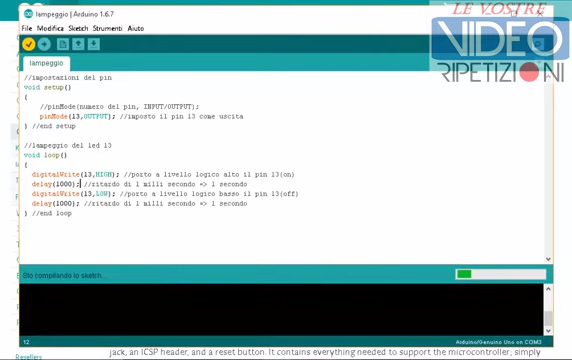 lampeggio | Arduino 1.6.7
LE VOSTRE
VIDEO
RIPETIZIONI
File Modifica Sketch Strumenti Aiuto
lampeggio
//impostazioni del pin
void setup()
{
//pinMode(numero del pin, INPUT/OUTPUT);
pinMode(13,OUTPUT); //imposto il pin 13 come uscita
} //end setup
//lampeggio del led 13
void loop()
{
digitalWrite(13,HIGH); //porto a livello logico alto il pin 13(on)
delay(1000); //ritardo di 1 milli secondo => 1 secondo
digitalWrite(13,LOW); //porto a livello logico basso il pin 13(off)
delay(1000); //ritardo di 1 milli secondo => 1 secondo
} //end loop
Sto compilando lo sketch...
12
Arduino/Genuino Uno on COM3
jack, an ICSP header, and a reset button. It contains everything needed to support the microcontroller; simply
Resellers